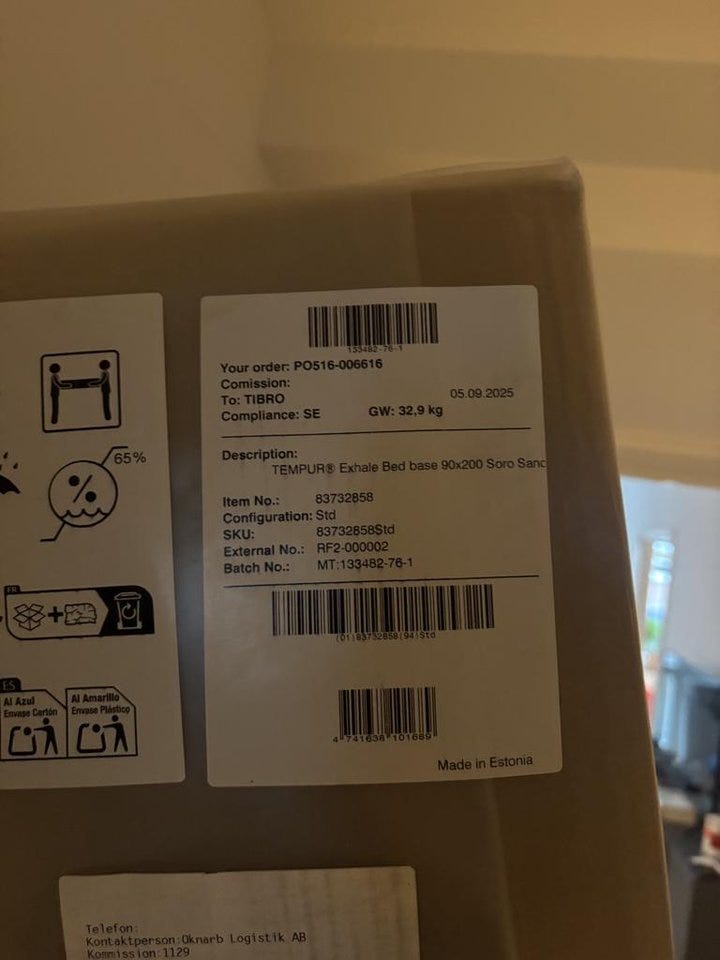 133482-76-1
Your order: PO516-006616
Comission:
To: TIBRO
05.09.2025
Compliance: SE GW: 32,9 kg
Description:
TEMPUR® Exhale Bed base 90x200 Soro Sand
Item No.: 83732858
Configuration: Std
SKU: 83732858Std
External No.: RF2-000002
Batch No.: MT:133482-76-1
(01)83732858(94)Std
4 741638 101689
Made in Estonia
65%
%
FR
+
ES
Al Azul
Envase Cartón
Al Amarillo
Envase Plástico
Telefon:
Kontaktperson:Oknarb Logistik AB
Kommission:1129